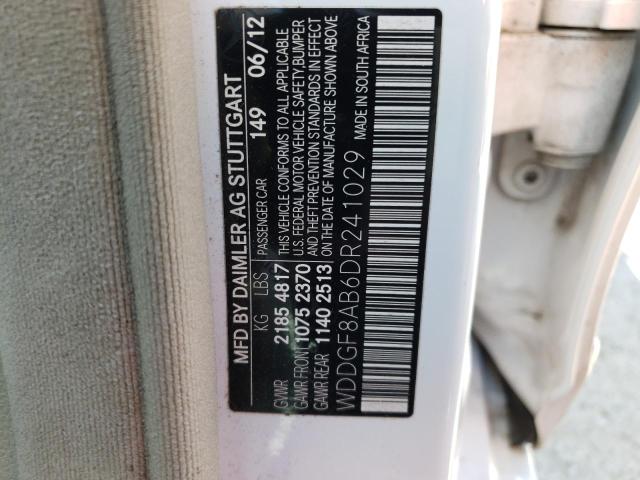 MFD BY DAIMLER AG STUTTGART
KG LBS PASSENGER CAR 149 06/12
GVWR 2185 4817 THIS VEHICLE CONFORMS TO ALL APPLICABLE
GAWR FRONT 1075 2370 U.S. FEDERAL MOTOR VEHICLE SAFETY, BUMPER
GAWR REAR 1140 2513 AND THEFT PREVENTION STANDARDS IN EFFECT
ON THE DATE OF MANUFACTURE SHOWN ABOVE
WDDGF8AB6DR241029 MADE IN SOUTH AFRICA